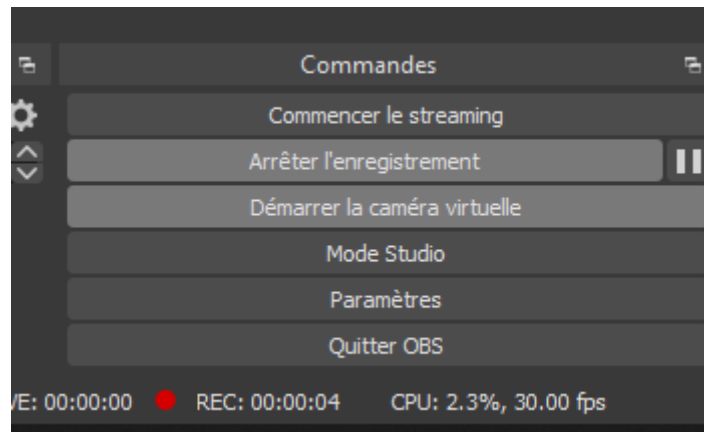 Commandes
Commencer le streaming
Arrêter l'enregistrement
Démarrer la caméra virtuelle
Mode Studio
Paramètres
Quitter OBS
VE: 00:00:00 REC: 00:00:04 CPU: 2.3%, 30.00 fps